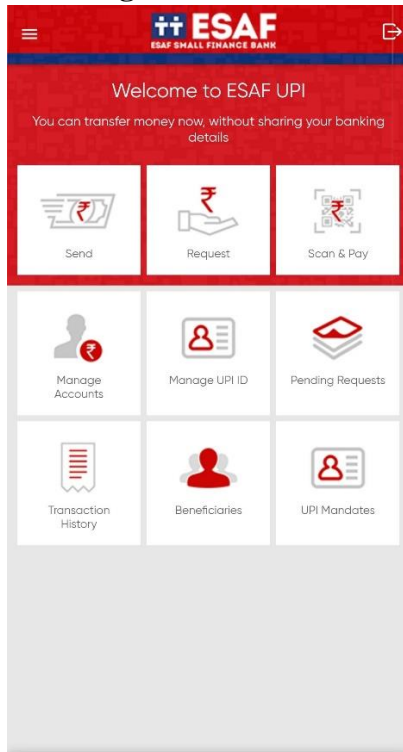 ESAF
ESAF SMALL FINANCE BANK
Welcome to ESAF UPI
You can transfer money now, without sharing your banking
details
₹ ₹ ₹
Send Request Scan & Pay
₹
Manage
Accounts
Manage UPI ID
Pending Requests
Transaction
History
Beneficiaries
UPI Mandates